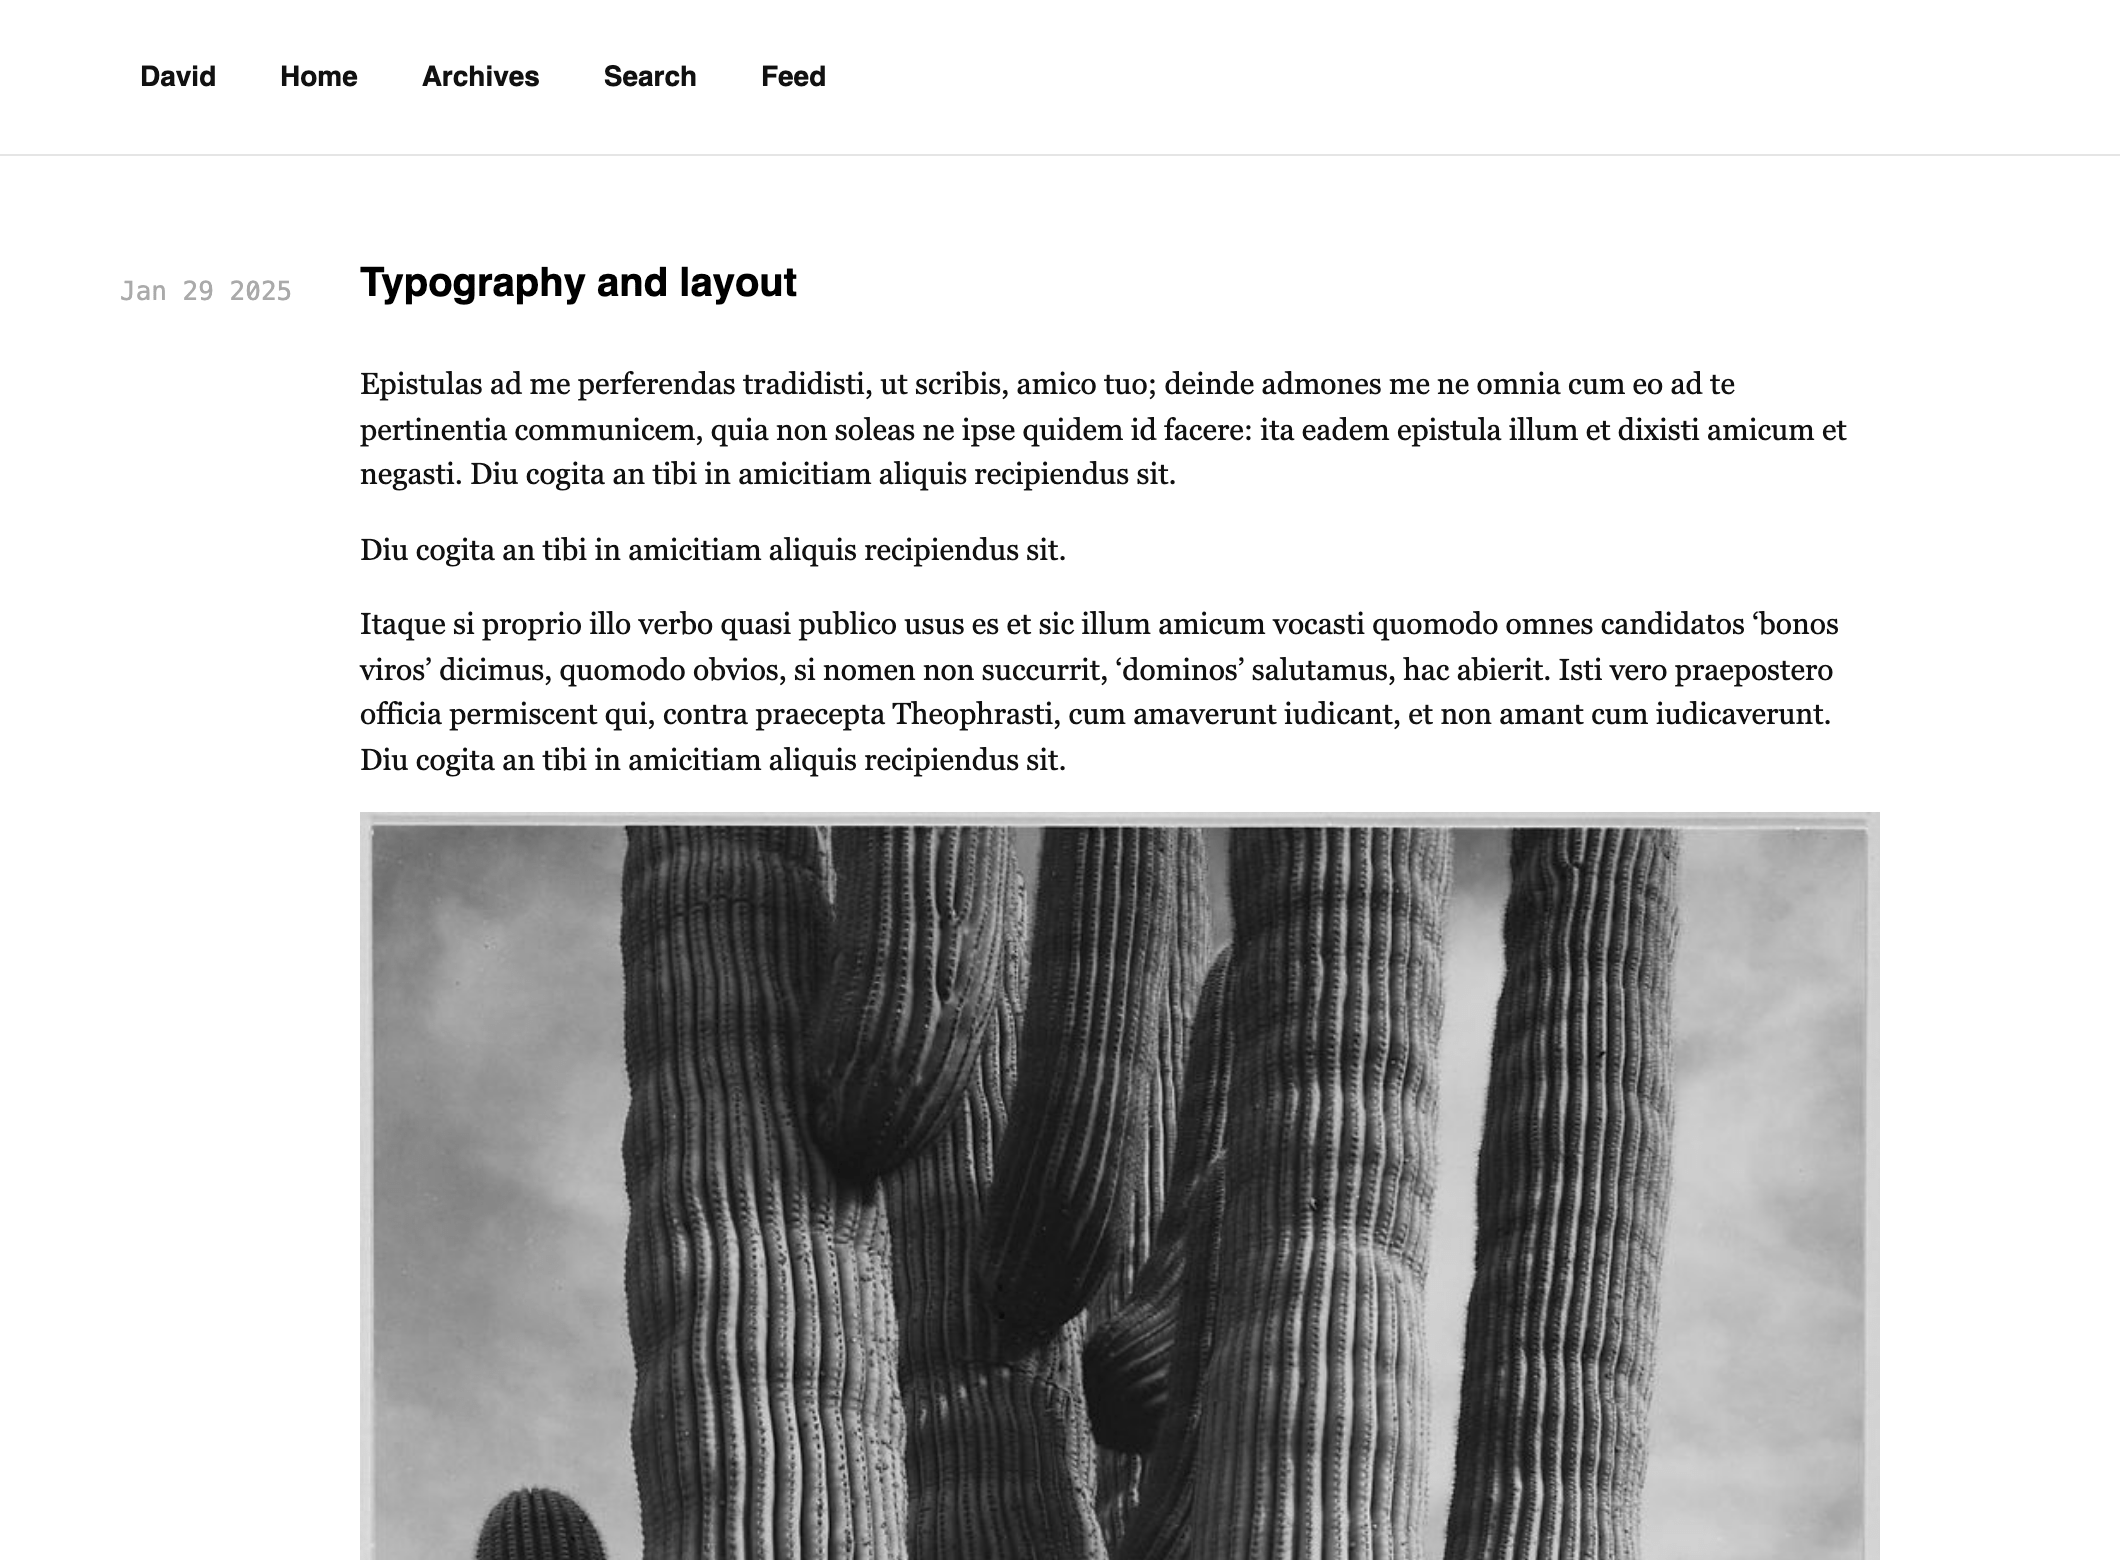 David Home Archives Search Feed
Jan 29 2025
Typography and layout
Epistulas ad me perferendas tradidisti, ut scribis, amico tuo; deinde admones me ne omnia cum eo ad te
pertinentia communicem, quia non soleas ne ipse quidem id facere: ita eadem epistula illum et dixisti amicum et
negasti. Diu cogita an tibi in amicitiam aliquis recipiendus sit.
Diu cogita an tibi in amicitiam aliquis recipiendus sit.
Itaque si proprio illo verbo quasi publico usus es et sic illum amicum vocasti quomodo omnes candidatos ‘bonos
viros’ dicimus, quomodo obvios, si nomen non succurrit, ‘dominos’ salutamus, hac abierit. Isti vero praepostero
officia permiscent qui, contra praecepta Theophrasti, cum amaverunt iudicant, et non amant cum iudicaverunt.
Diu cogita an tibi in amicitiam aliquis recipiendus sit.